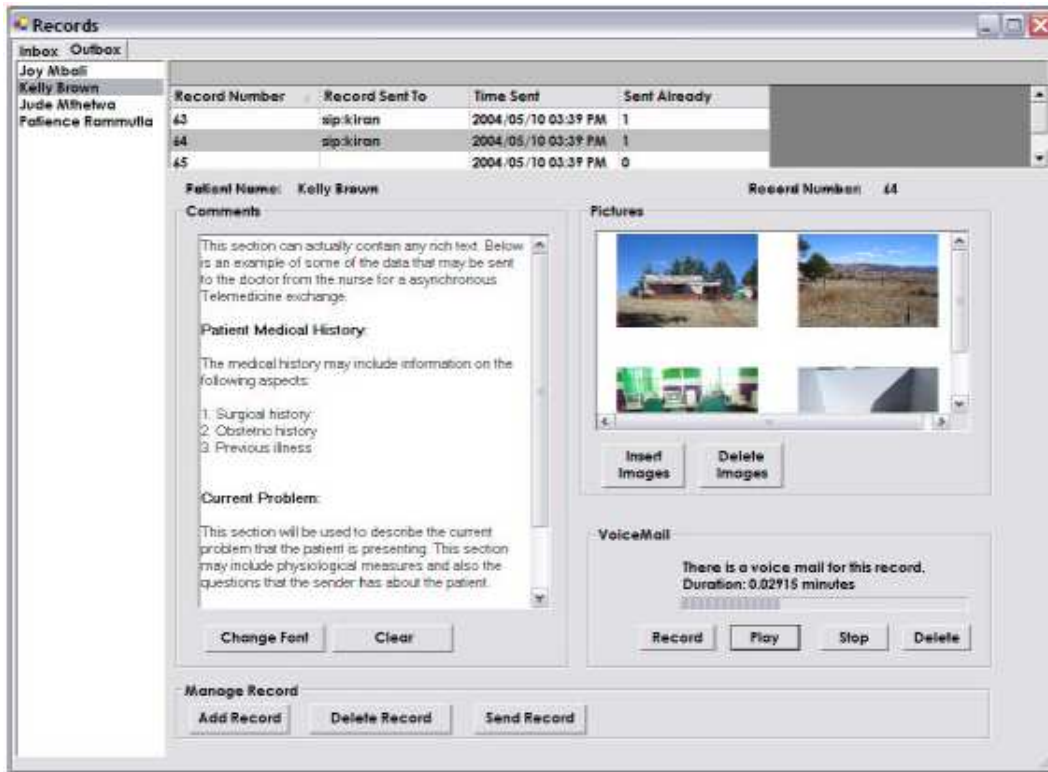 Records
Inbox Outbox
Joy Mbali
Kelly Brown
Jude Mthetwa
Patience Rammutla
Record Number Record Sent To Time Sent Sent Already
63 sip:kiran 2004/05/10 03:39 PM 1
64 sip:kiran 2004/05/10 03:39 PM 1
65 2004/05/10 03:39 PM 0
Patient Name: Kelly Brown Record Number: 64
Comments
This section can actually contain any rich text. Below
is an example of some of the data that may be sent
to the doctor from the nurse for a asynchronous
Telemedicine exchange.
Patient Medical History:
The medical history may include information on the
following aspects:
1. Surgical history
2. Obstetric history
3. Previous illness
Current Problem:
This section will be used to describe the current
problem that the patient is presenting. This section
may include physiological measures and also the
questions that the sender has about the patient.
Change Font Clear
Pictures
Insert
Images
Delete
Images
VoiceMail
There is a voice mail for this record.
Duration: 0.02915 minutes
Record Play Stop Delete
Manage Record
Add Record Delete Record Send Record